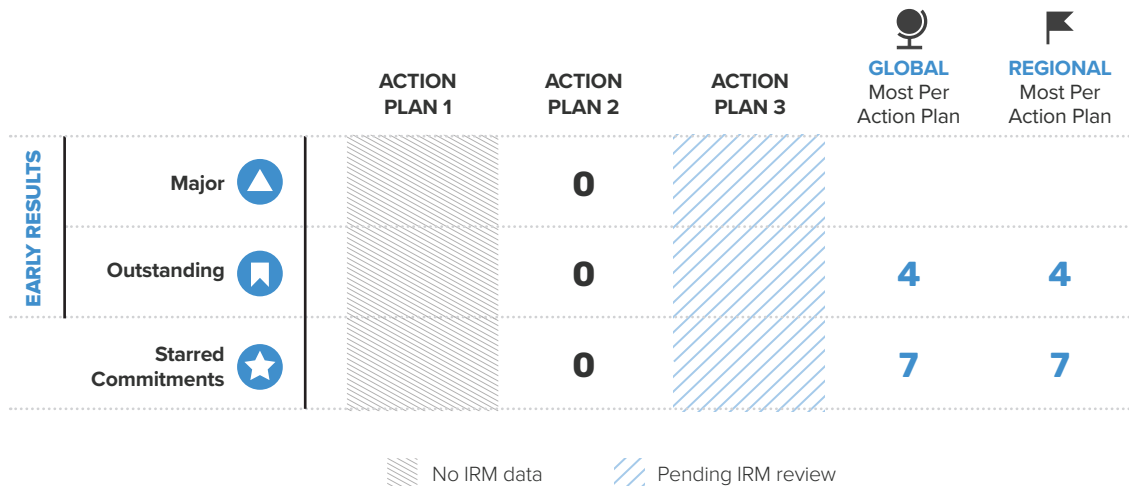 ACTION
PLAN 1
ACTION
PLAN 2
ACTION
PLAN 3
GLOBAL
Most Per
Action Plan
REGIONAL
Most Per
Action Plan
EARLY RESULTS
Major
0
Outstanding
0
4
4
Starred
Commitments
0
7
7
No IRM data
Pending IRM review